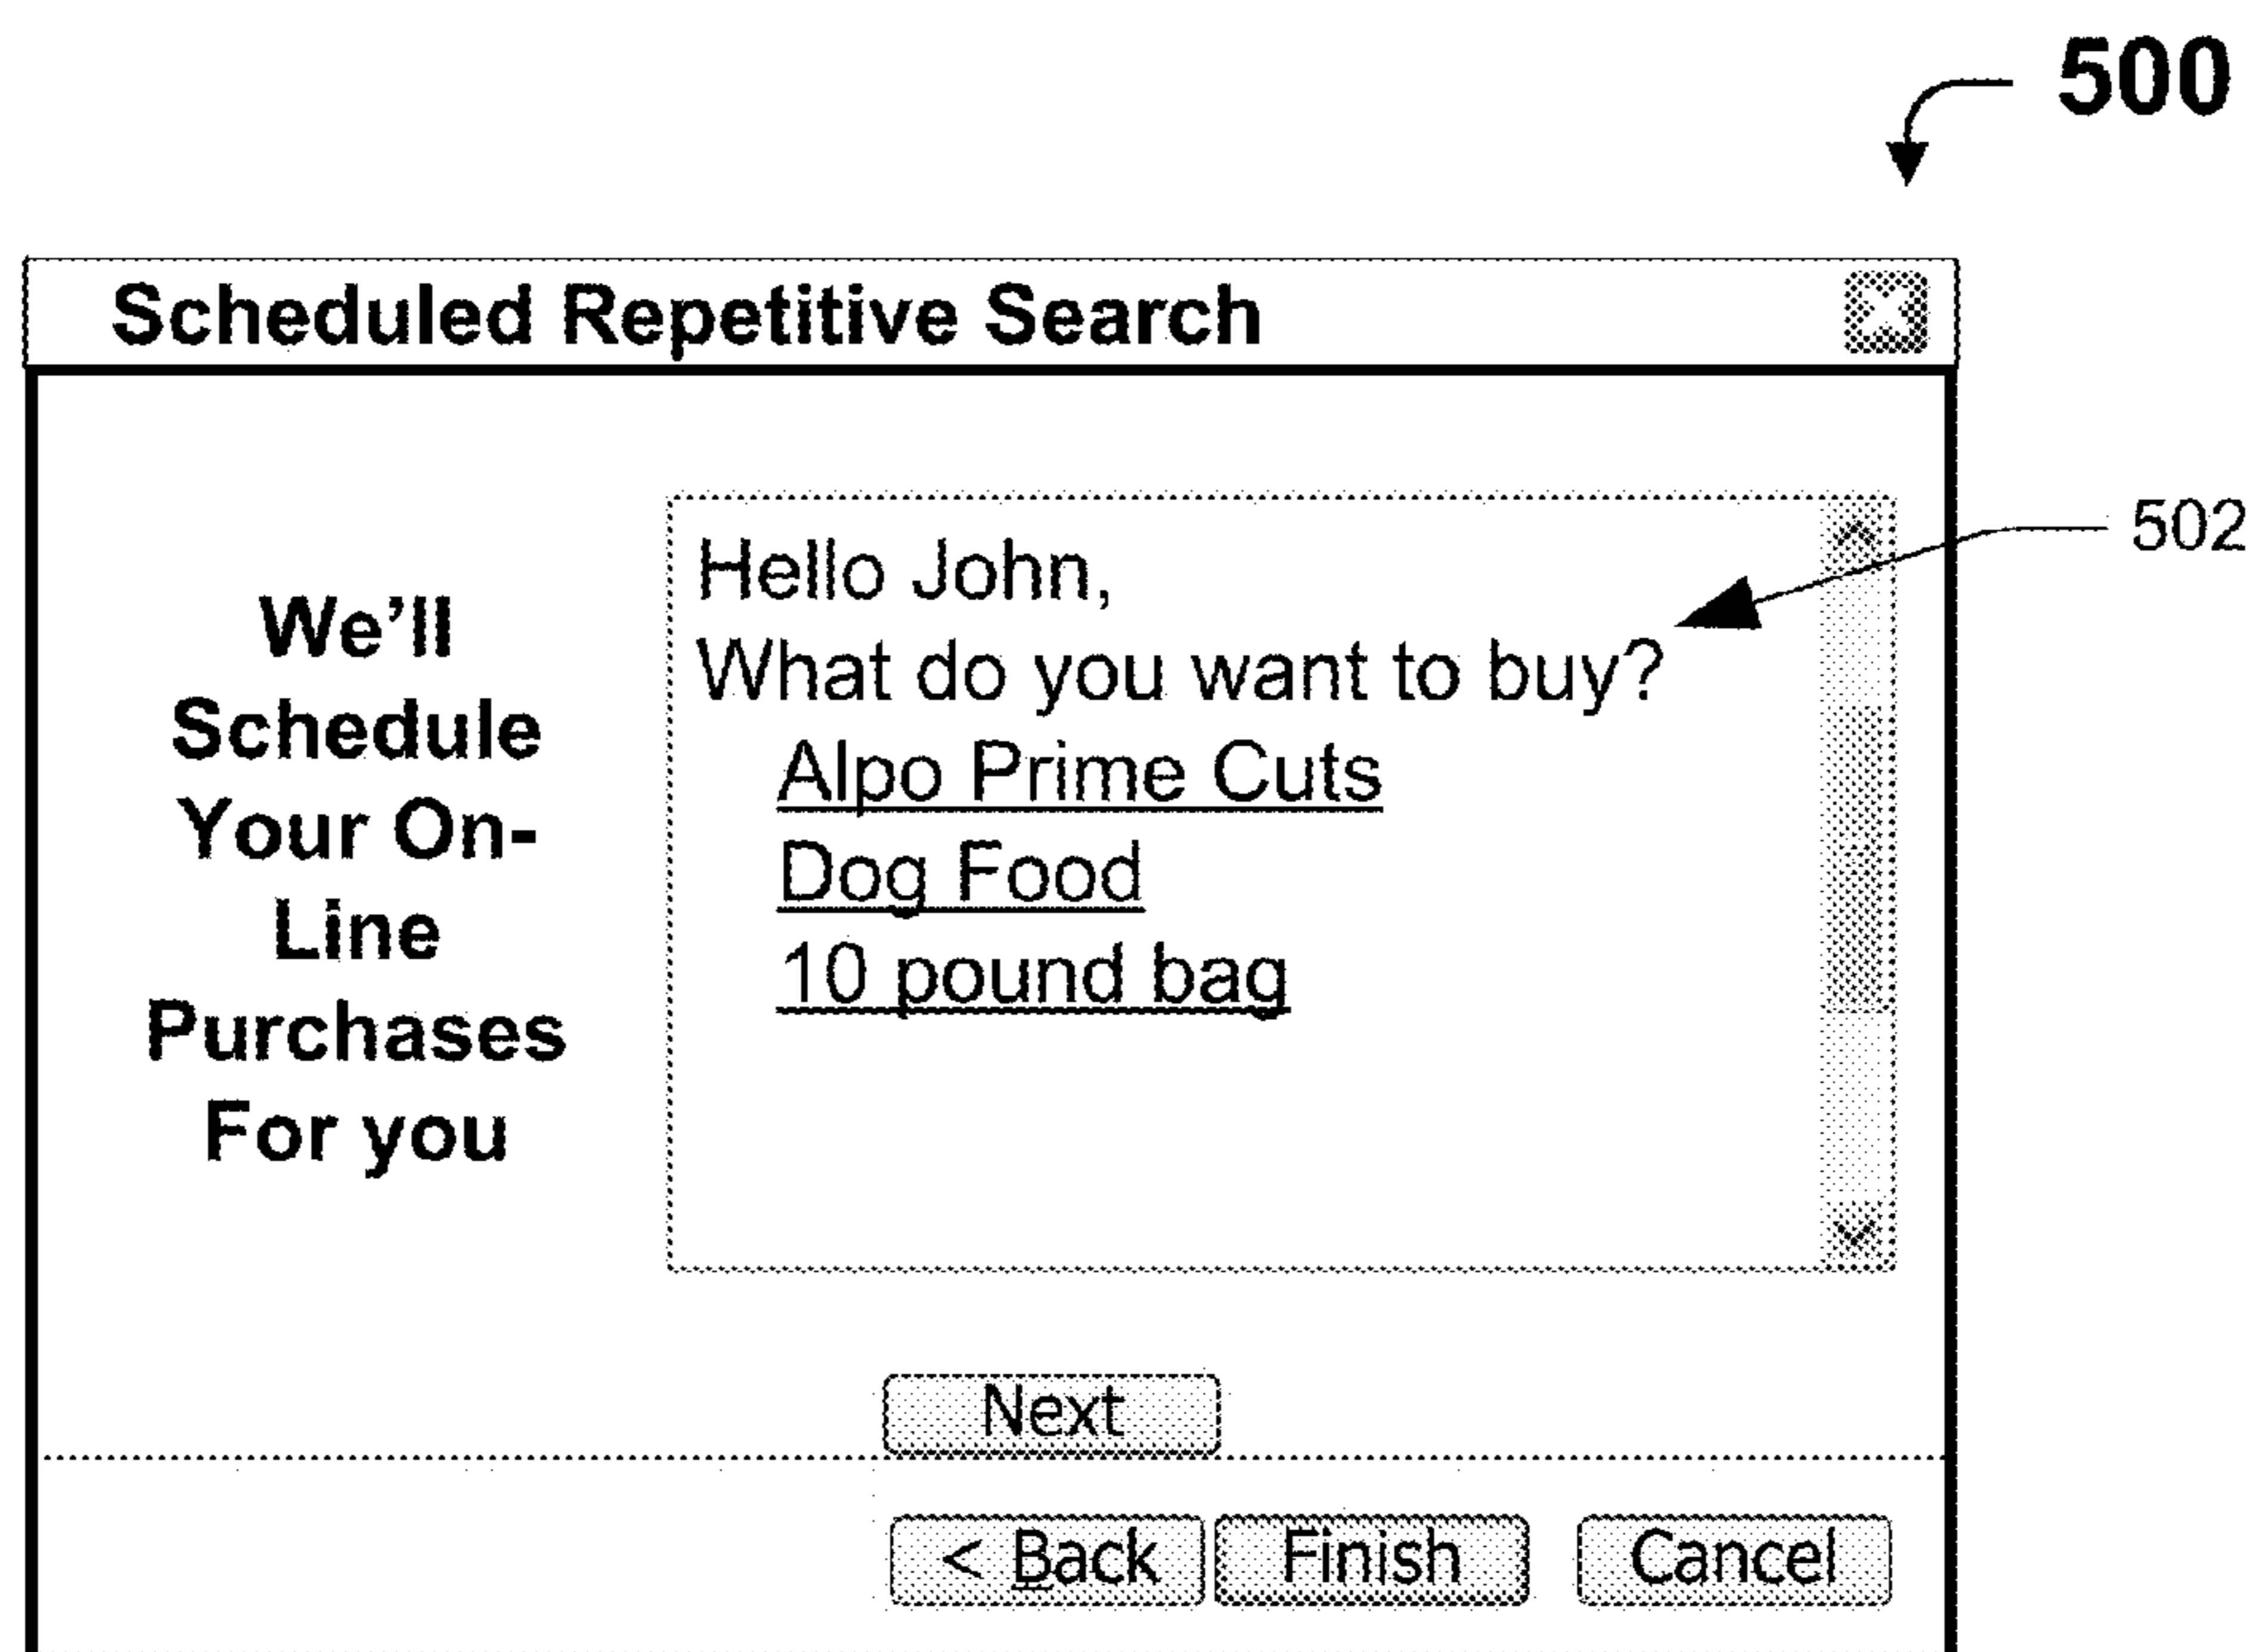 500
Scheduled Repetitive Search
502
We'll
Schedule
Your On-
Line
Purchases
For you
Hello John,
What do you want to buy?
Alpo Prime Cuts
Dog Food
10 pound bag
Next
< Back
Finish
Cancel